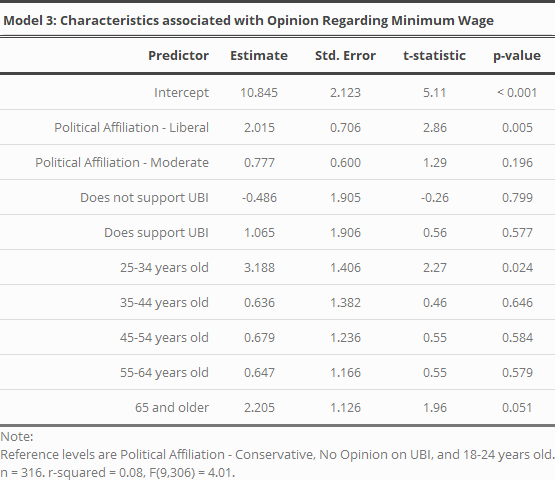 Model 3: Characteristics associated with Opinion Regarding Minimum Wage
Predictor Estimate Std. Error t-statistic p-value
Intercept 10.845 2.123 5.11 < 0.001
Political Affiliation - Liberal 2.015 0.706 2.86 0.005
Political Affiliation - Moderate 0.777 0.600 1.29 0.196
Does not support UBI -0.486 1.905 -0.26 0.799
Does support UBI 1.065 1.906 0.56 0.577
25-34 years old 3.188 1.406 2.27 0.024
35-44 years old 0.636 1.382 0.46 0.646
45-54 years old 0.679 1.236 0.55 0.584
55-64 years old 0.647 1.166 0.55 0.579
65 and older 2.205 1.126 1.96 0.051
Note:
Reference levels are Political Affiliation - Conservative, No Opinion on UBI, and 18-24 years old.
n = 316. r-squared = 0.08, F(9,306) = 4.01.